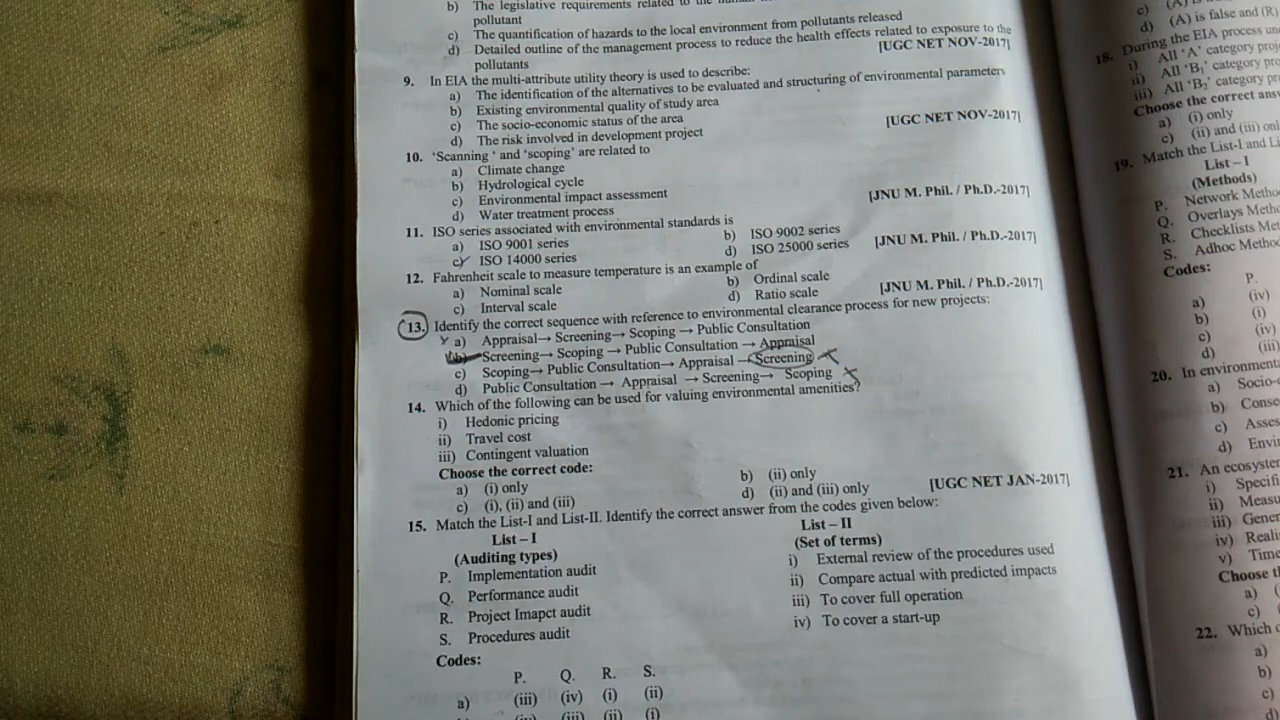 b) The legislative requirements related to the
pollutant
c) The quantification of hazards to the local environment from pollutants released
d) Detailed outline of the management process to reduce the health effects related to exposure to the
pollutants [UGC NET NOV-2017]
9. In EIA the multi-attribute utility theory is used to describe:
a) The identification of the alternatives to be evaluated and structuring of environmental parameters
b) Existing environmental quality of study area
c) The socio-economic status of the area
d) The risk involved in development project [UGC NET NOV-2017]
10. 'Scanning ' and 'scoping' are related to
a) Climate change
b) Hydrological cycle
c) Environmental impact assessment
d) Water treatment process [JNU M. Phil. / Ph.D.-2017]
11. ISO series associated with environmental standards is
a) ISO 9001 series b) ISO 9002 series
c) ISO 14000 series d) ISO 25000 series [JNU M. Phil. / Ph.D.-2017]
12. Fahrenheit scale to measure temperature is an example of
a) Nominal scale b) Ordinal scale
c) Interval scale d) Ratio scale [JNU M. Phil. / Ph.D.-2017]
13. Identify the correct sequence with reference to environmental clearance process for new projects:
a) Appraisal→ Screening→ Scoping → Public Consultation
b) Screening→ Scoping → Public Consultation → Appraisal
c) Scoping→ Public Consultation→ Appraisal → Screening
d) Public Consultation → Appraisal → Screening→ Scoping
14. Which of the following can be used for valuing environmental amenities?
i) Hedonic pricing
ii) Travel cost
iii) Contingent valuation
Choose the correct code:
a) (i) only b) (ii) only
c) (i), (ii) and (iii) d) (ii) and (iii) only [UGC NET JAN-2017]
15. Match the List-I and List-II. Identify the correct answer from the codes given below:
List – I List – II
(Auditing types) (Set of terms)
P. Implementation audit i) External review of the procedures used
Q. Performance audit ii) Compare actual with predicted impacts
R. Project Imapct audit iii) To cover full operation
S. Procedures audit iv) To cover a start-up
Codes:
P. Q. R. S.
a) (iii) (iv) (i) (ii)
(iii) (ii) (i)
c)
d) (A) is false and (R)
18. During the EIA process
i) All 'A' category
ii) All 'B₁' category
iii) All 'B₂' category
Choose the correct
a) (i) only
c) (ii) and (iii)
19. Match the List-I and
List – I
(Methods)
P. Network
Q. Overlays
R. Checklists
S. Adhoc
Codes:
P.
a) (iv)
b) (i)
c) (iv)
d) (iii)
20. In
a) Socio-
b)
c)
d)
21. An
i)
ii)
iii)
iv)
v)
Choose
a)
c)
22. Which
a)
b)
c)
d)